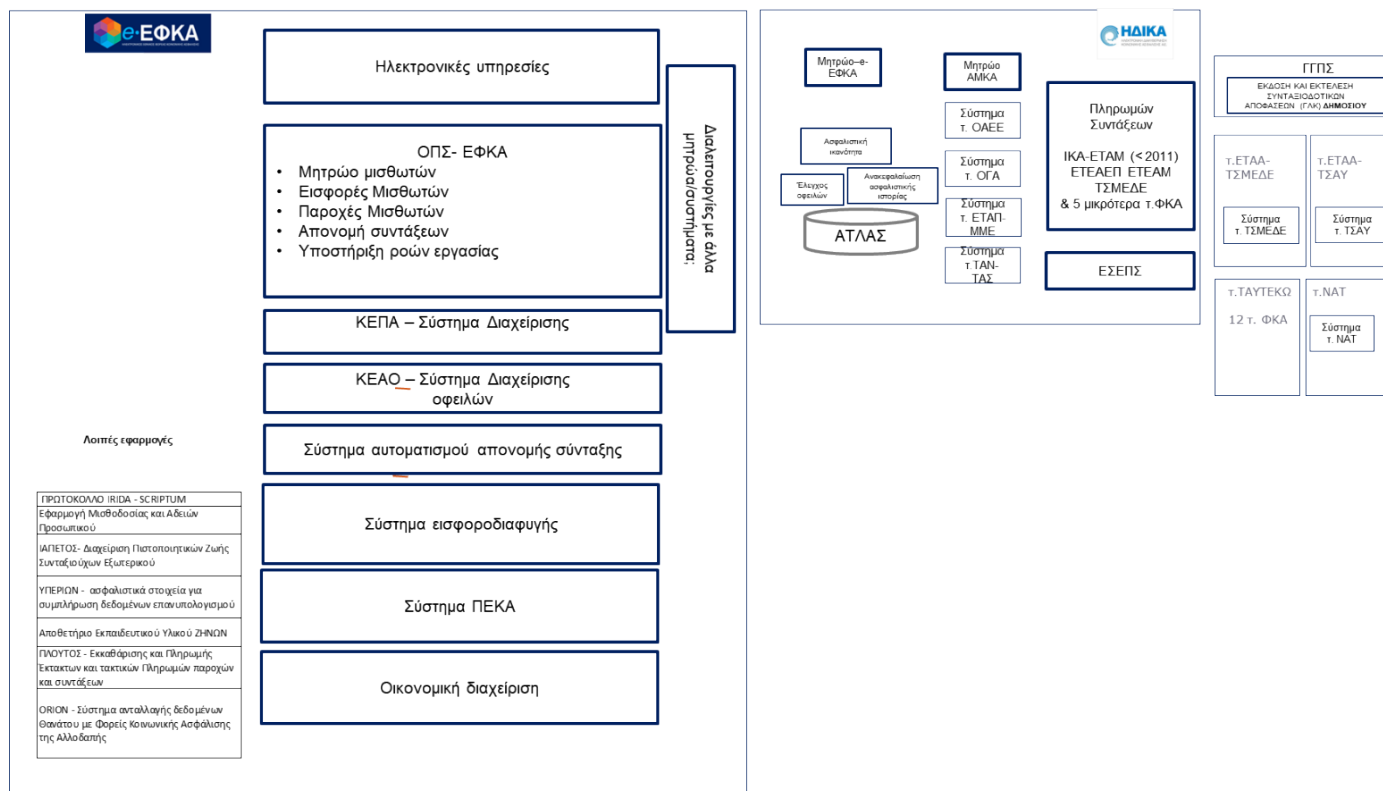 e-ΕΦΚΑ
Ηλεκτρονικές υπηρεσίες
ΟΠΣ- ΕΦΚΑ
• Μητρώο μισθωτών
• Εισφορές Μισθωτών
• Παροχές Μισθωτών
• Απονομή συντάξεων
• Υποστήριξη ροών εργασίας
Διαλειτουργίες με άλλα
μητρώα/συστήματα;
ΚΕΠΑ – Σύστημα Διαχείρισης
ΚΕΑΟ – Σύστημα Διαχείρισης
οφειλών
Σύστημα αυτοματισμού απονομής σύνταξης
Σύστημα εισφοροδιαφυγής
Σύστημα ΠΕΚΑ
Οικονομική διαχείριση
Λοιπές εφαρμογές
ΠΡΩΤΟΚΟΛΛΟ IRIDA - SCRIPTUM
Εφαρμογή Μισθοδοσίας και Αδειών
Προσωπικού
ΙΑΠΕΤΟΣ- Διαχείριση Πιστοποιητικών Ζωής
Συνταξιούχων Εξωτερικού
ΥΠΕΡΙΩΝ - ασφαλιστικά στοιχεία για
συμπλήρωση δεδομένων επανυπολογισμού
Αποθετήριο Εκπαιδευτικού Υλικού ΖΗΝΩΝ
ΠΛΟΥΤΟΣ - Εκκαθάρισης και Πληρωμής
Έκτακτων και τακτικών Πληρωμών παροχών
και συντάξεων
ORION - Σύστημα ανταλλαγής δεδομένων
Θανάτου με Φορείς Κοινωνικής Ασφάλισης
της Αλλοδαπής
ΗΔΙΚΑ
Μητρώο–e-
ΕΦΚΑ
Ασφαλιστική
ικανότητα
Έλεγχος
οφειλών
Ανακεφαλαίωση
ασφαλιστικής
ιστορίας
ΑΤΛΑΣ
Μητρώο
ΑΜΚΑ
Σύστημα
τ. ΟΑΕΕ
Σύστημα
τ. ΟΓΑ
Σύστημα
τ. ΕΤΑΠ-
ΜΜΕ
Σύστημα
τ ΤΑΝ-
ΤΑΣ
Πληρωμών
Συντάξεων
ΙΚΑ-ΕΤΑΜ (<2011)
ΕΤΕΑΕΠ ΕΤΕΑΜ
ΤΣΜΕΔΕ
& 5 μικρότερα τ.ΦΚΑ
ΕΣΕΠΣ
ΓΓΠΣ
ΕΚΔΟΣΗ ΚΑΙ ΕΚΤΕΛΕΣΗ
ΣΥΝΤΑΞΙΟΔΟΤΙΚΩΝ
ΑΠΟΦΑΣΕΩΝ (ΓΛΚ) ΔΗΜΟΣΙΟΥ
τ.ΕΤΑΑ-
ΤΣΜΕΔΕ
Σύστημα
τ. ΤΣΜΕΔΕ
τ.ΕΤΑΑ-
ΤΣΑΥ
Σύστημα
τ. ΤΣΑΥ
τ.ΤΑΥΤΕΚΩ
12 τ. ΦΚΑ
τ.ΝΑΤ
Σύστημα
τ. ΝΑΤ